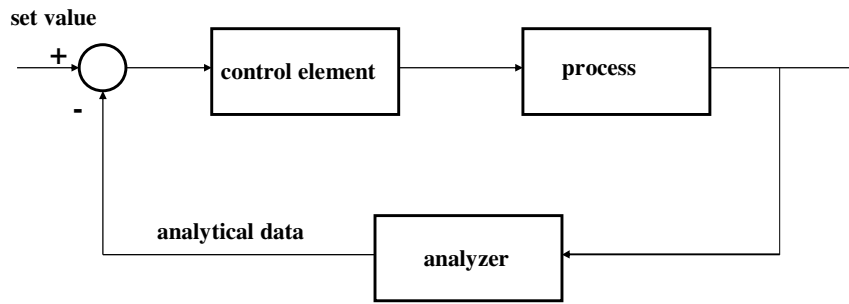 set value
+
control element
process
-
analytical data
analyzer